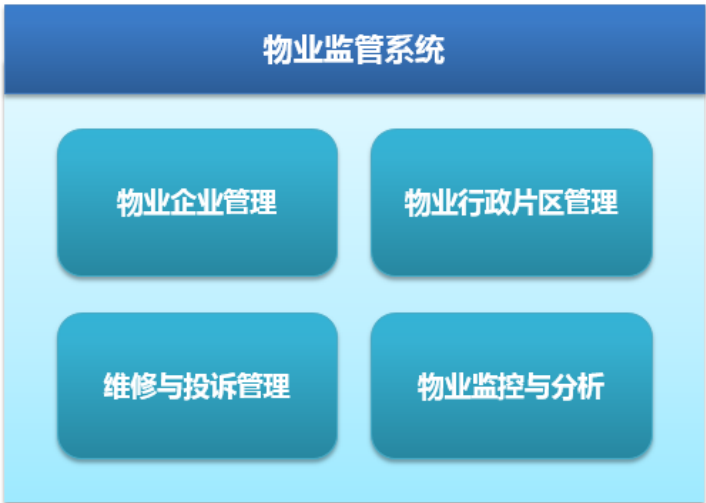 物业监管系统
物业企业管理
物业行政片区管理
维修与投诉管理
物业监控与分析